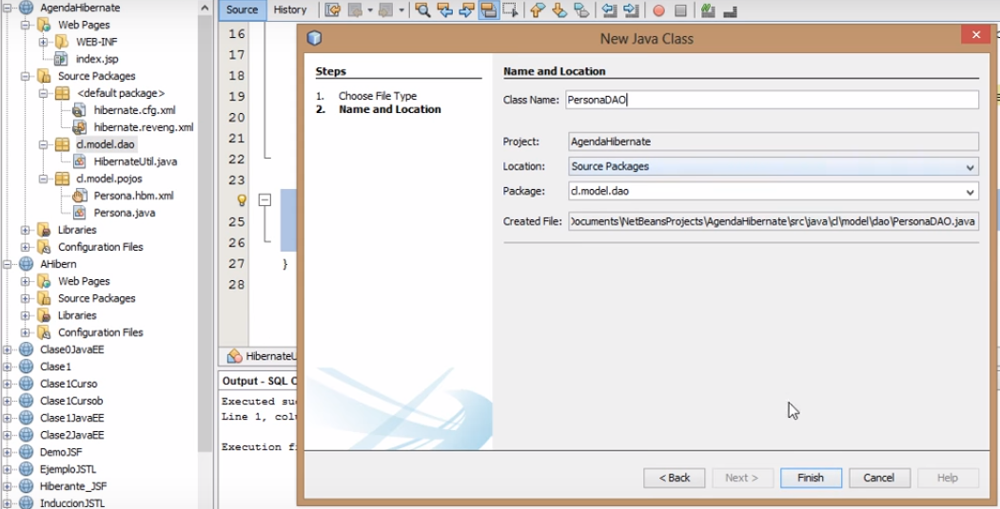 AgendaHibernate
Web Pages
WEB-INF
index.jsp
Source Packages
<default package>
hibernate.cfg.xml
hibernate.reveng.xml
cl.model.dao
HibernateUtil.java
cl.model.pojos
Persona.hbm.xml
Persona.java
Libraries
Configuration Files
AHibern
Web Pages
Source Packages
Libraries
Configuration Files
Clase0JavaEE
Clase1
Clase1Curso
Clase1Cursob
Clase1JavaEE
Clase2JavaEE
DemoJSF
EjemploJSTL
Hiberante_JSF
InduccionJSTL
Source History
16
17
18
19
20
21
22
23
25
26
27 }
28
HibernateU
Output - SQL C
Executed su
Line 1, colu
Execution f
New Java Class
Steps
1. Choose File Type
2. Name and Location
Name and Location
Class Name: PersonaDAO
Project: AgendaHibernate
Location: Source Packages
Package: cl.model.dao
Created File: Documents\NetBeansProjects\AgendaHibernate\src\java\cl\model\dao\PersonaDAO.java
< Back Next > Finish Cancel Help